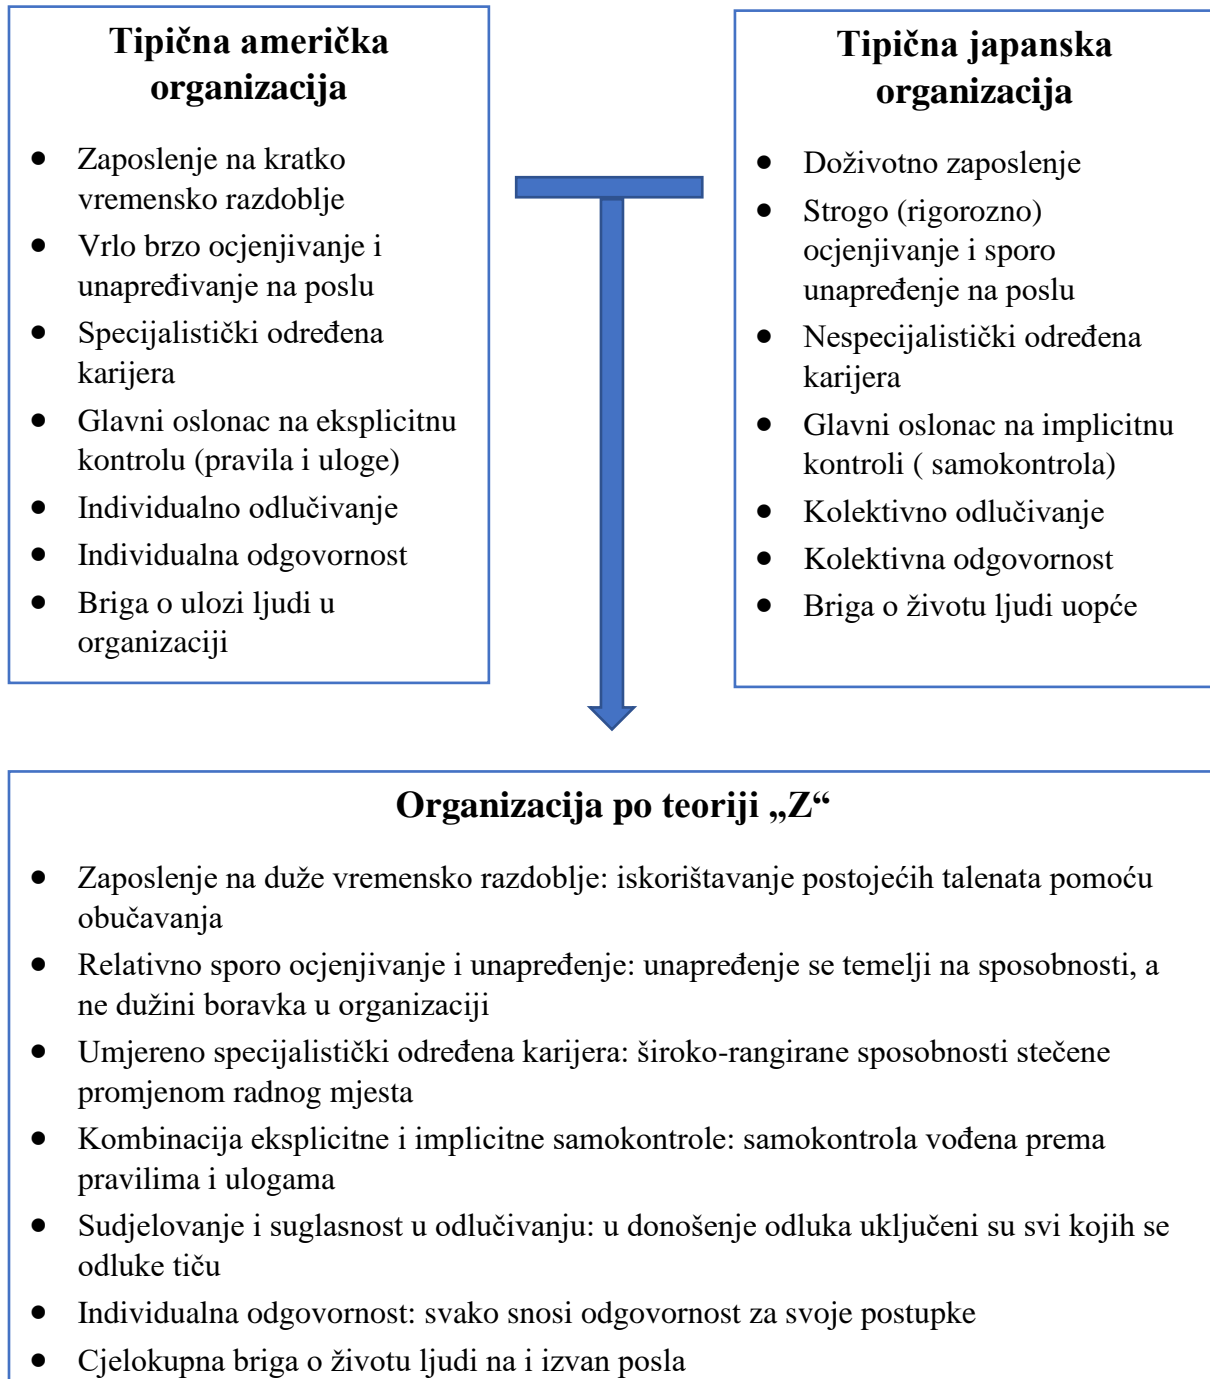 Tipična američka
organizacija
• Zaposlenje na kratko
vremensko razdoblje
• Vrlo brzo ocjenjivanje i
unapređivanje na poslu
• Specijalistički određena
karijera
• Glavni oslonac na eksplicitnu
kontrolu (pravila i uloge)
• Individualno odlučivanje
• Individualna odgovornost
• Briga o ulozi ljudi u
organizaciji
Tipična japanska
organizacija
• Doživotno zaposlenje
• Strogo (rigorozno)
ocjenjivanje i sporo
unapređenje na poslu
• Nespecijalistički određena
karijera
• Glavni oslonac na implicitnu
kontroli ( samokontrola)
• Kolektivno odlučivanje
• Kolektivna odgovornost
• Briga o životu ljudi uopće
Organizacija po teoriji „Z“
• Zaposlenje na duže vremensko razdoblje: iskorištavanje postojećih talenata pomoću
obučavanja
• Relativno sporo ocjenjivanje i unapređenje: unapređenje se temelji na sposobnosti, a
ne dužini boravka u organizaciji
• Umjereno specijalistički određena karijera: široko-rangirane sposobnosti stečene
promjenom radnog mjesta
• Kombinacija eksplicitne i implicitne samokontrole: samokontrola vođena prema
pravilima i ulogama
• Sudjelovanje i suglasnost u odlučivanju: u donošenje odluka uključeni su svi kojih se
odluke tiču
• Individualna odgovornost: svako snosi odgovornost za svoje postupke
• Cjelokupna briga o životu ljudi na i izvan posla